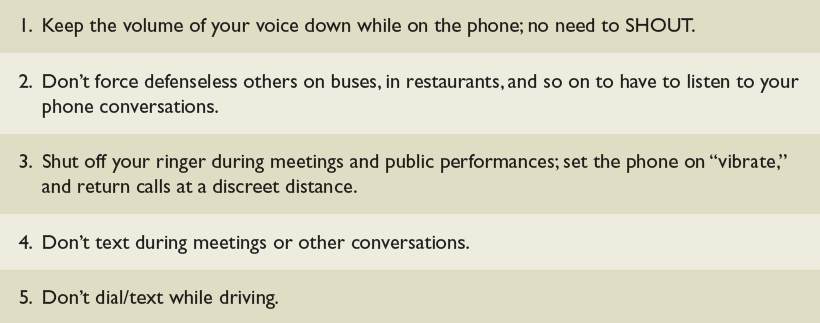 1. Keep the volume of your voice down while on the phone; no need to SHOUT.
2. Don’t force defenseless others on buses, in restaurants, and so on to have to listen to your
phone conversations.
3. Shut off your ringer during meetings and public performances; set the phone on “vibrate,”
and return calls at a discreet distance.
4. Don’t text during meetings or other conversations.
5. Don’t dial/text while driving.